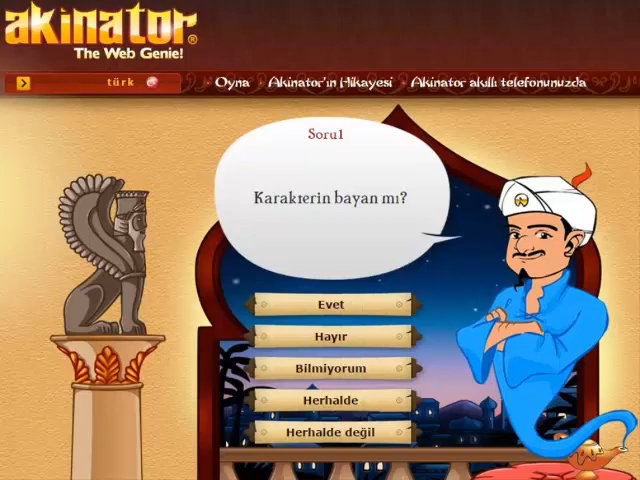 akinator®
The Web Genie!
türk
Oyna
Akinator'ın Hikayesi
Akinator akıllı telefonunuzda
Soru1
Karakterin bayan mı?
Evet
Hayır
Bilmiyorum
Herhalde
Herhalde değil